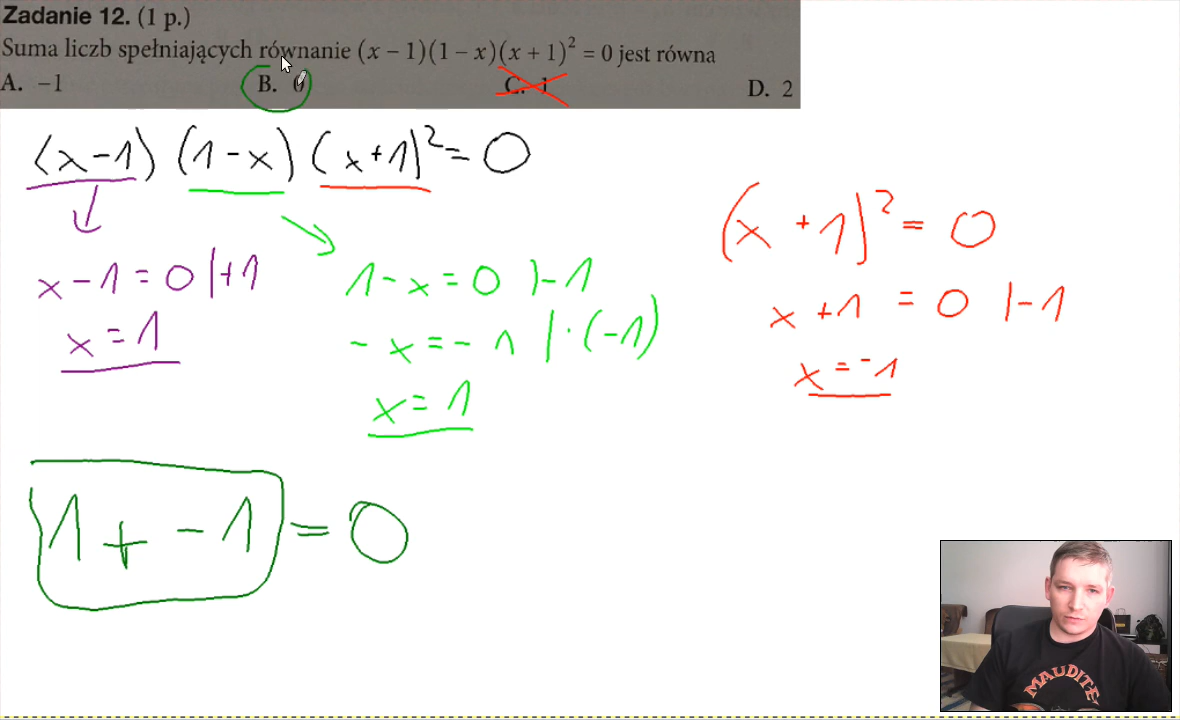 Zadanie 12. (1 p.)
Suma liczb spełniających równanie (x − 1)(1 − x)(x + 1)² = 0 jest równa
A. −1 B. 0 C. 1 D. 2
(x−1) (1−x) (x+1)² = 0
(x +1)² = 0
x−1=0 |+1
1−x=0 |−1
x +1 = 0 |−1
x=1
−x=−1 |·(−1)
x=−1
x=1
1 + −1 = 0
MAUDITE